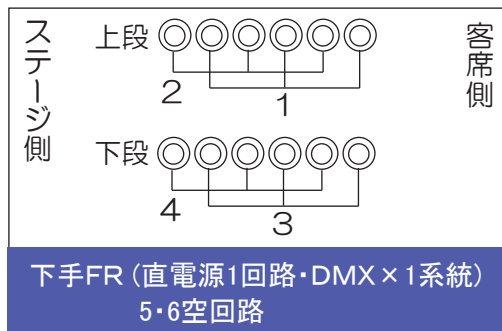 ステージ側
上段
客席側
2
1
下段
4
3
下手FR(直電源1回路・DMX×1系統)
5・6空回路